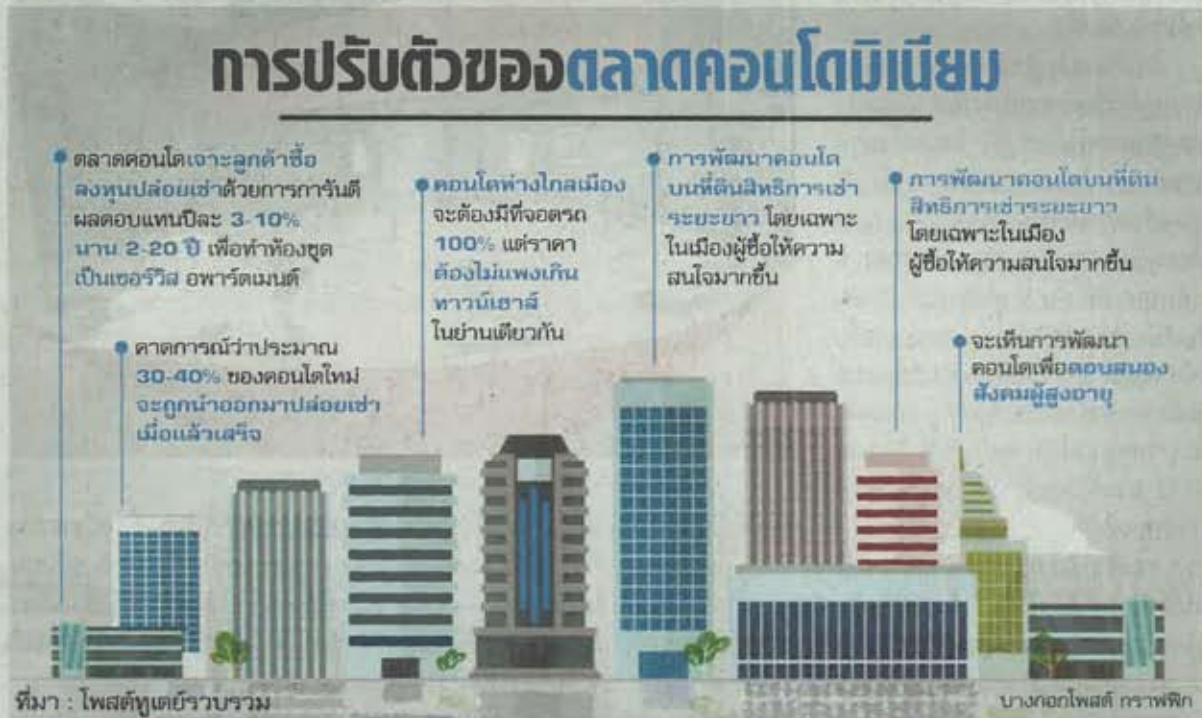 การปรับตัวของตลาดคอนโดมิเนียม
ตลาดคอนโดเจาะลูกค้าซื้อ
ลงทุนปล่อยเช่าด้วยการการันตี
ผลตอบแทนปีละ 3-10%
นาน 2-20 ปี เพื่อทำห้องชุด
เป็นเซอร์วิส อพาร์ตเมนต์
คาดการณ์ว่าประมาณ
30-40% ของคอนโดใหม่
จะถูกนำออกมาปล่อยเช่า
เมื่อแล้วเสร็จ
คอนโดห่างไกลเมือง
จะต้องมีที่จอดรถ
100% แต่ราคา
ต้องไม่แพงเกิน
ทาวน์เฮาส์
ในย่านเดียวกัน
การพัฒนาคอนโด
บนที่ดินสิทธิการเช่า
ระยะยาว โดยเฉพาะ
ในเมืองผู้ซื้อให้ความ
สนใจมากขึ้น
การพัฒนาคอนโดบนที่ดิน
สิทธิการเช่าระยะยาว
โดยเฉพาะในเมือง
ผู้ซื้อให้ความสนใจมากขึ้น
จะเห็นการพัฒนา
คอนโดเพื่อตอบสนอง
สังคมผู้สูงอายุ
ที่มา : โพสต์ทูเดย์รวบรวม
บางกอกโพสต์ กราฟฟิก